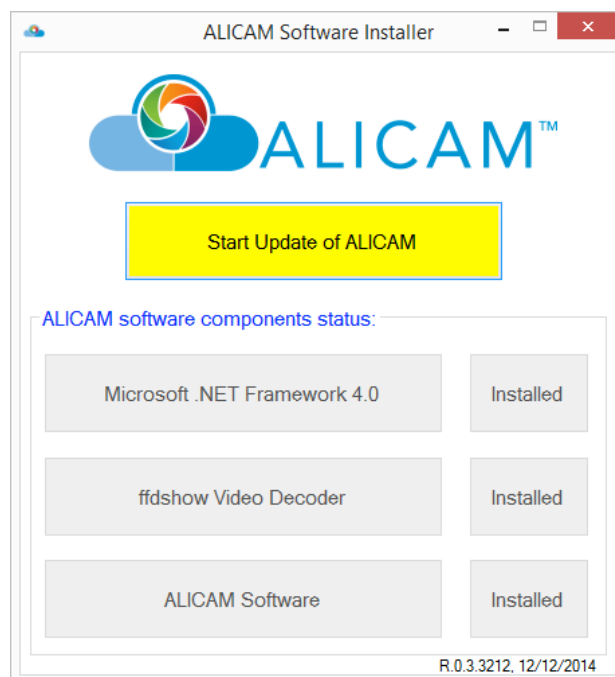 ALICAM Software Installer
ALICAM™
Start Update of ALICAM
ALICAM software components status:
Microsoft .NET Framework 4.0 Installed
ffdshow Video Decoder Installed
ALICAM Software Installed
R.0.3.3212, 12/12/2014